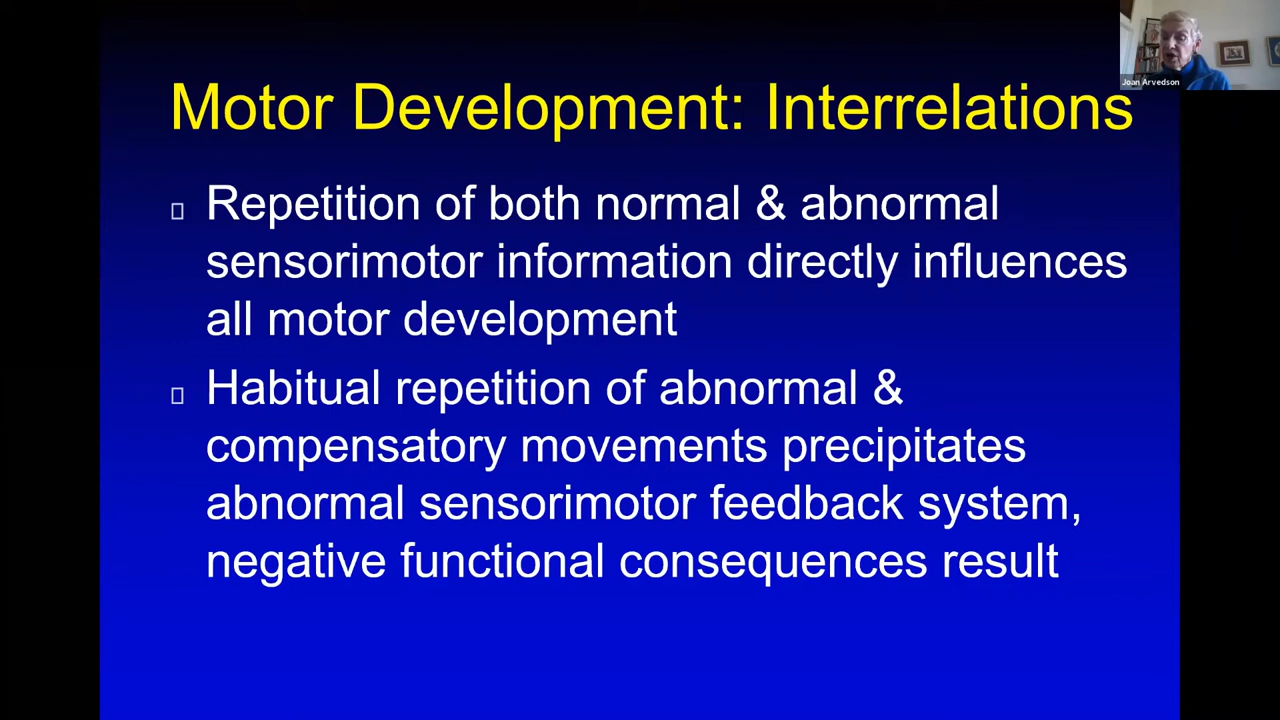 Joan Arvedson
Motor Development: Interrelations
Repetition of both normal & abnormal
sensorimotor information directly influences
all motor development
Habitual repetition of abnormal &
compensatory movements precipitates
abnormal sensorimotor feedback system,
negative functional consequences result